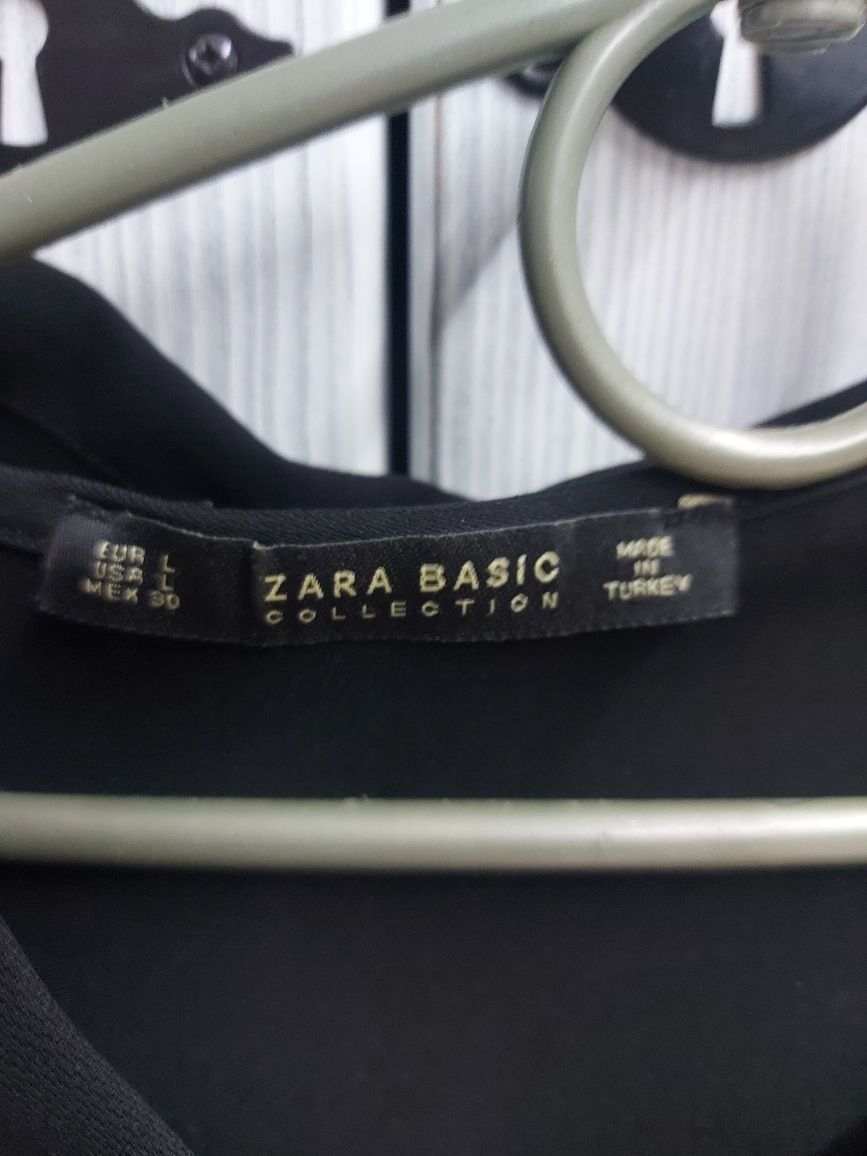 EUR L
USA L
MEX 30
ZARA BASIC
COLLECTION
MADE
IN
TURKEY